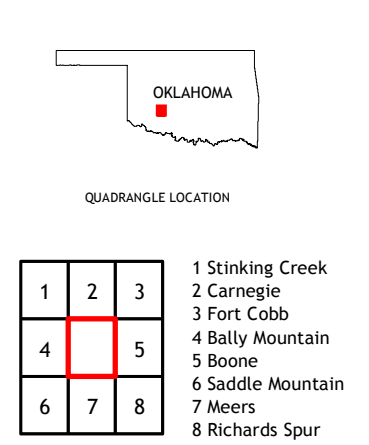 OKLAHOMA
QUADRANGLE LOCATION
1 2 3
4 5
6 7 8
1 Stinking Creek
2 Carnegie
3 Fort Cobb
4 Bally Mountain
5 Boone
6 Saddle Mountain
7 Meers
8 Richards Spur